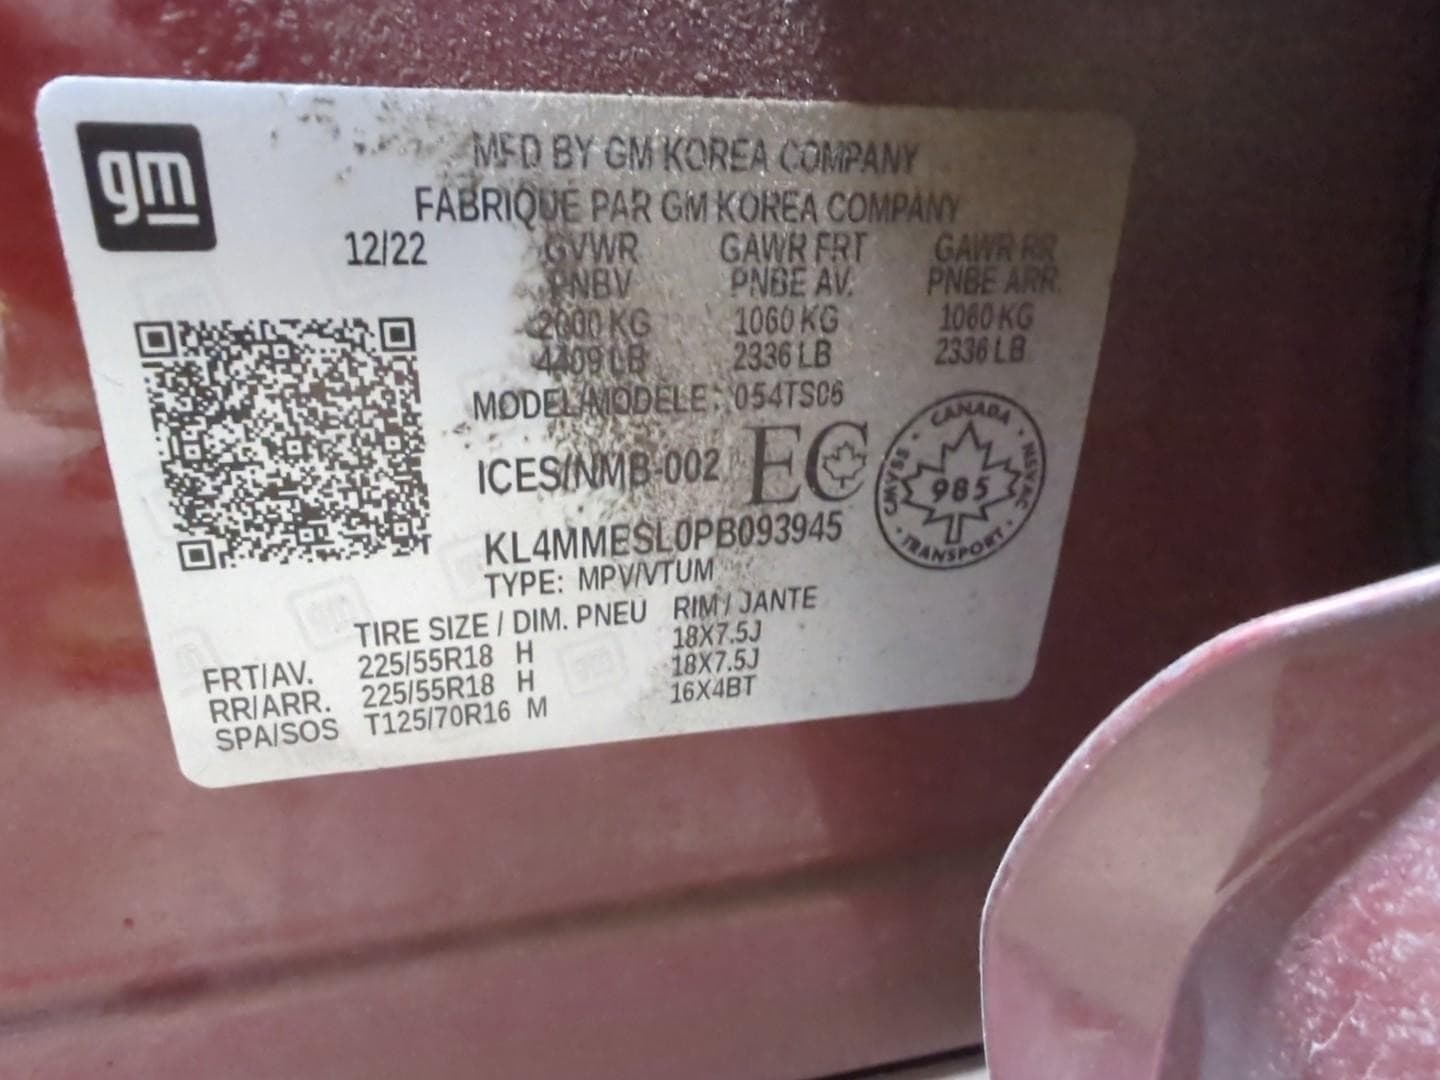 gm
MFD BY GM KOREA COMPANY
FABRIQUÉ PAR GM KOREA COMPANY
12/22 GVWR GAWR FRT GAWR RR
PNBV PNBE AV. PNBE ARR.
2000 KG 1060 KG 1060 KG
4409 LB 2336 LB 2336 LB
MODEL/MODELE: 054TS06
ICES/NMB-002 EC
CANADA
CMVSS 985 NSVAC
TRANSPORT
KL4MMESL0PB093945
TYPE: MPV/VTUM
TIRE SIZE / DIM. PNEU RIM / JANTE
FRT/AV. 225/55R18 H 18X7.5J
RR/ARR. 225/55R18 H 18X7.5J
SPA/SOS T125/70R16 M 16X4BT